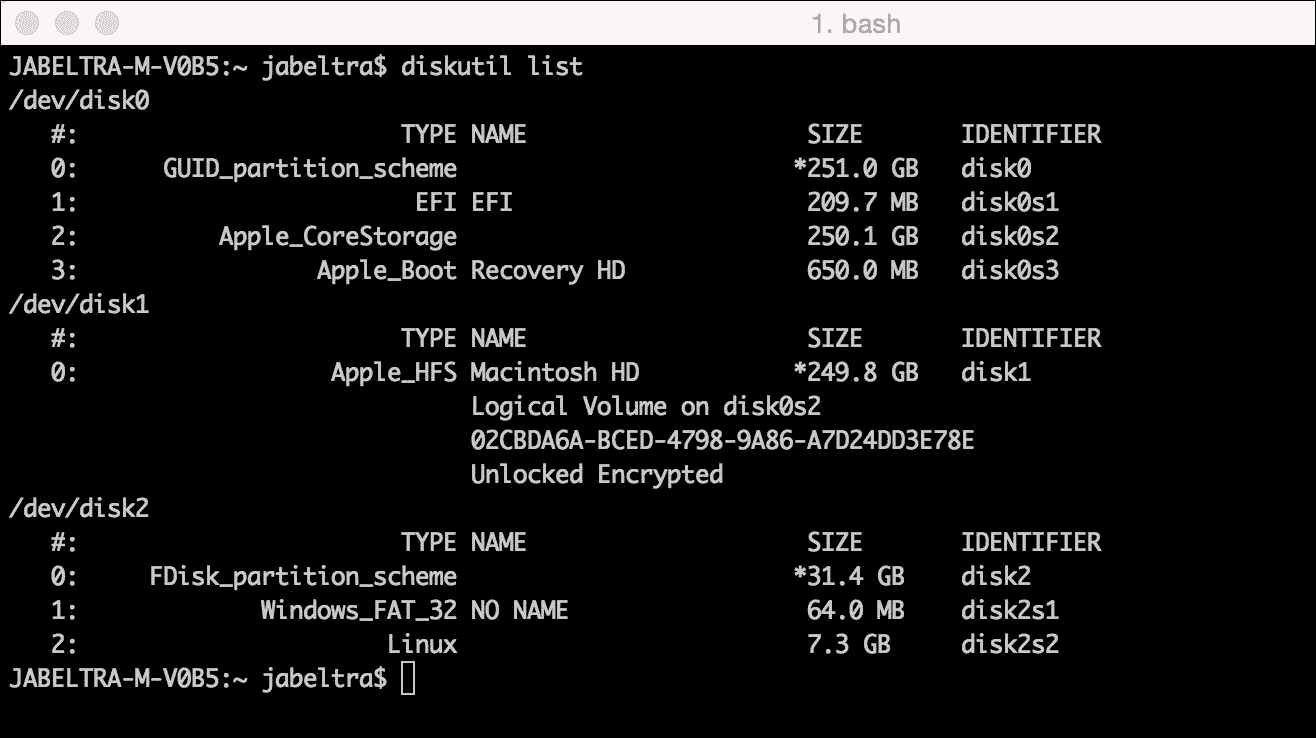 1. bash
JABELTRA-M-V0B5:~ jabeltra$ diskutil list
/dev/disk0
   #:                       TYPE NAME                    SIZE       IDENTIFIER
   0:      GUID_partition_scheme                        *251.0 GB   disk0
   1:                        EFI EFI                     209.7 MB   disk0s1
   2:          Apple_CoreStorage                         250.1 GB   disk0s2
   3:                 Apple_Boot Recovery HD             650.0 MB   disk0s3
/dev/disk1
   #:                       TYPE NAME                    SIZE       IDENTIFIER
   0:                  Apple_HFS Macintosh HD           *249.8 GB   disk1
                                 Logical Volume on disk0s2
                                 02CBDA6A-BCED-4798-9A86-A7D24DD3E78E
                                 Unlocked Encrypted
/dev/disk2
   #:                       TYPE NAME                    SIZE       IDENTIFIER
   0:     FDisk_partition_scheme                        *31.4 GB    disk2
   1:             Windows_FAT_32 NO NAME                 64.0 MB    disk2s1
   2:                      Linux                         7.3 GB     disk2s2
JABELTRA-M-V0B5:~ jabeltra$